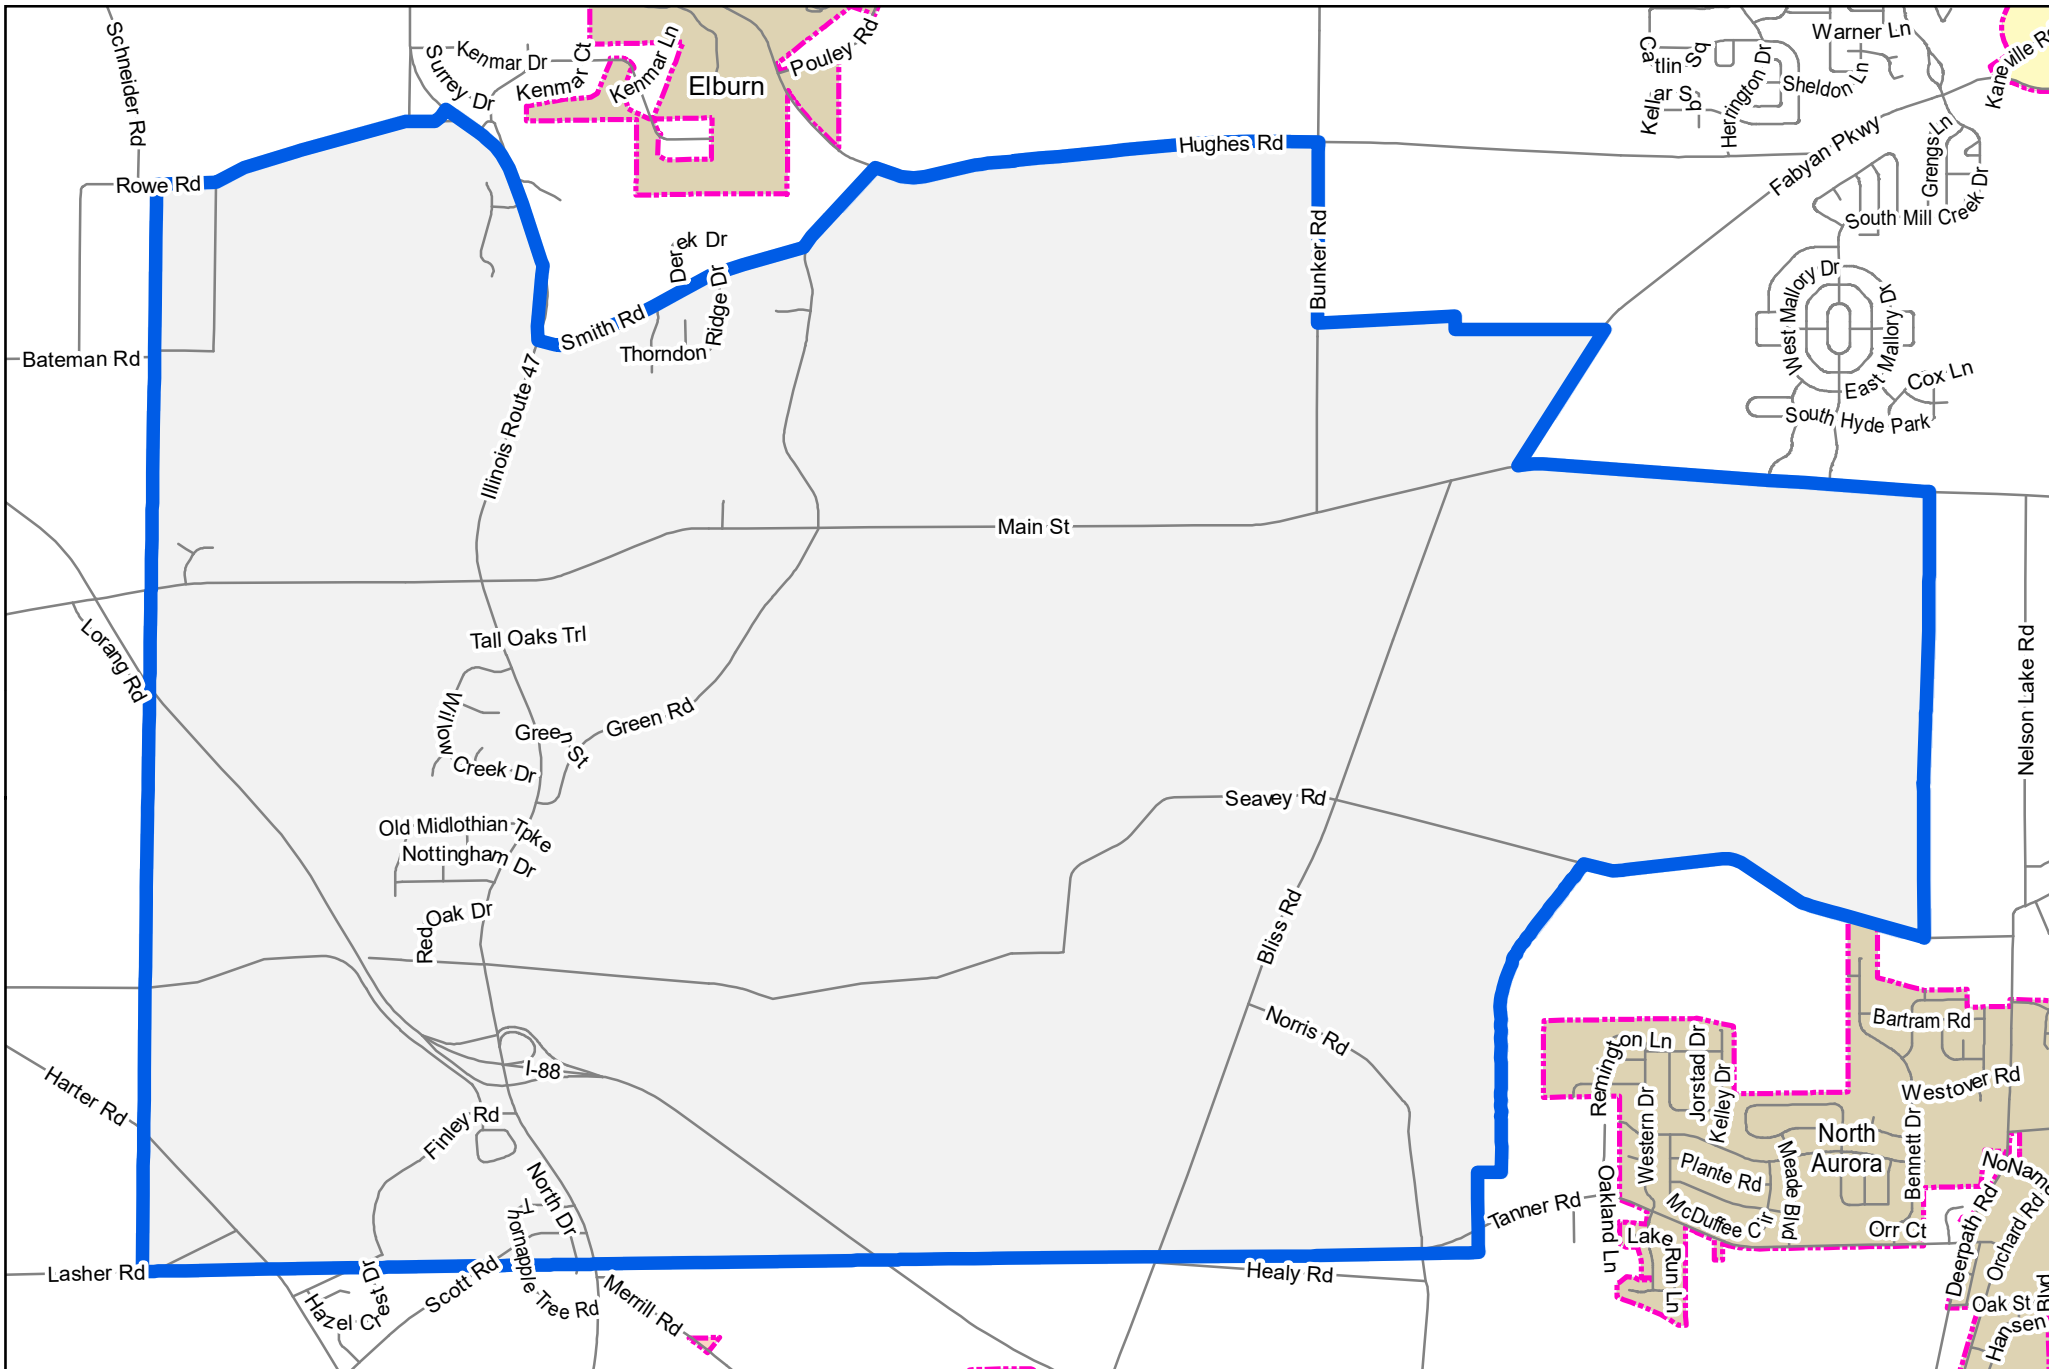 Schneider Rd
Surrey Dr
Kenmar Dr
Kenmar Ct
Kenmar Ln
Elburn
Pouley Rd
Catlin Sq
Herrington Dr
Warner Ln
Sheldon Ln
Kellar Sq
Kaneville Rd
Fabyan Pkwy
Grengs Ln
South Mill Creek Dr
Rowe Rd
Hughes Rd
Bunker Rd
Derek Dr
Ridge Dr
Smith Rd
Thorndon
Bateman Rd
Illinois Route 47
West Mallory Dr
East Mallory Dr
Cox Ln
South Hyde Park
Main St
Lorang Rd
Tall Oaks Trl
Willow Creek Dr
Green St
Green Rd
Nelson Lake Rd
Seavey Rd
Old Midlothian Tpke
Nottingham Dr
Red Oak Dr
Bliss Rd
Norris Rd
I-88
Harter Rd
Finley Rd
North Dr
Thornapple Tree Rd
Lasher Rd
Hazel Cr
est Dr
Scott Rd
Merrill Rd
Healy Rd
Tanner Rd
Remington Ln
Jorstad Dr
Kelley Dr
Western Dr
Oakland Ln
Plante Rd
McDuffee Cir
Meade Blvd
North
Aurora
Bartram Rd
Westover Rd
Bennett Dr
Orr Ct
Lake Run Ln
NoName
Deerpath Rd
Orchard Rd
Oak St
Hansen Blvd